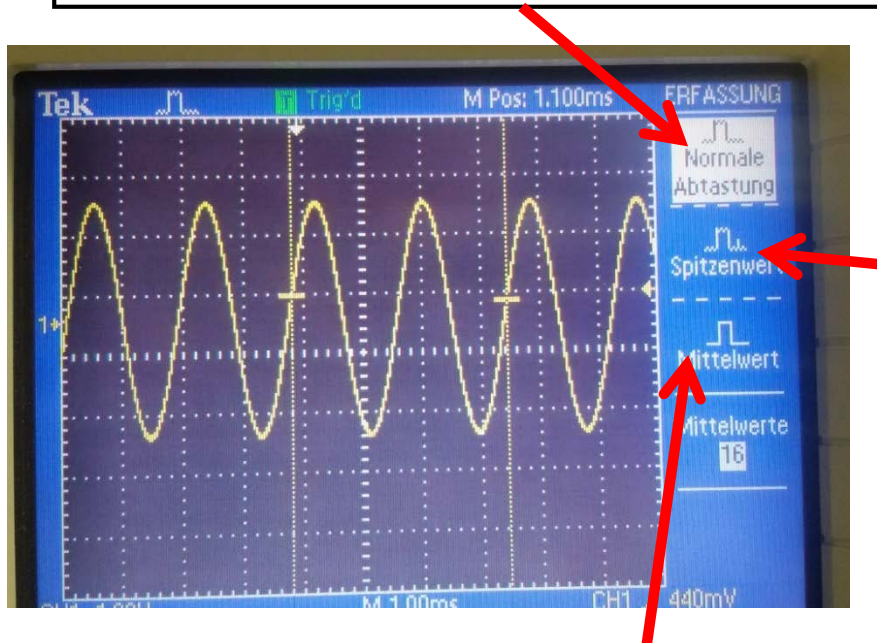 Tek Trig'd M Pos: 1.100ms ERFASSUNG
Normale
Abtastung
Spitzenwert
1
Mittelwert
Mittelwerte
16
M 1.00ms CH1 440mV